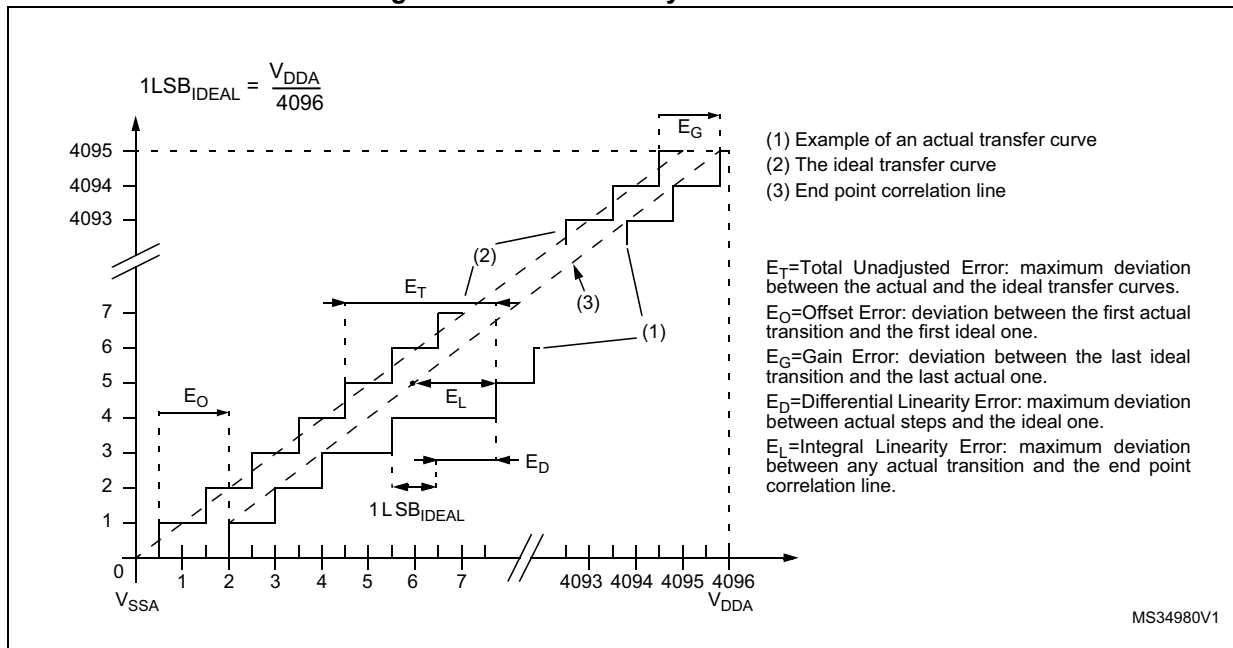 1LSB_IDEAL = V_DDA
4096
E_G
(1) Example of an actual transfer curve
(2) The ideal transfer curve
(3) End point correlation line
4095
4094
4093
(2)
E_T
(3)
(1)
7
6
5
4
3
2
1
0
E_O
E_L
E_D
1 L SB_IDEAL
E_T=Total Unadjusted Error: maximum deviation
between the actual and the ideal transfer curves.
E_O=Offset Error: deviation between the first actual
transition and the first ideal one.
E_G=Gain Error: deviation between the last ideal
transition and the last actual one.
E_D=Differential Linearity Error: maximum deviation
between actual steps and the ideal one.
E_L=Integral Linearity Error: maximum deviation
between any actual transition and the end point
correlation line.
1 2 3 4 5 6 7 4093 4094 4095 4096
V_SSA V_DDA
MS34980V1